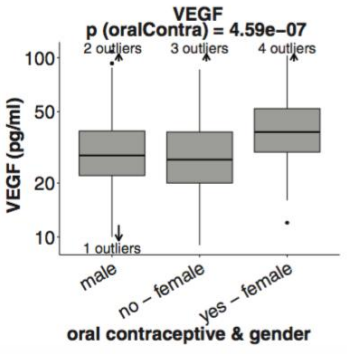 VEGF
p (oralContra) = 4.59e−07
2 outliers 3 outliers 4 outliers
100
50
20
10
VEGF (pg/ml)
1 outliers
male
no − female
yes − female
oral contraceptive & gender